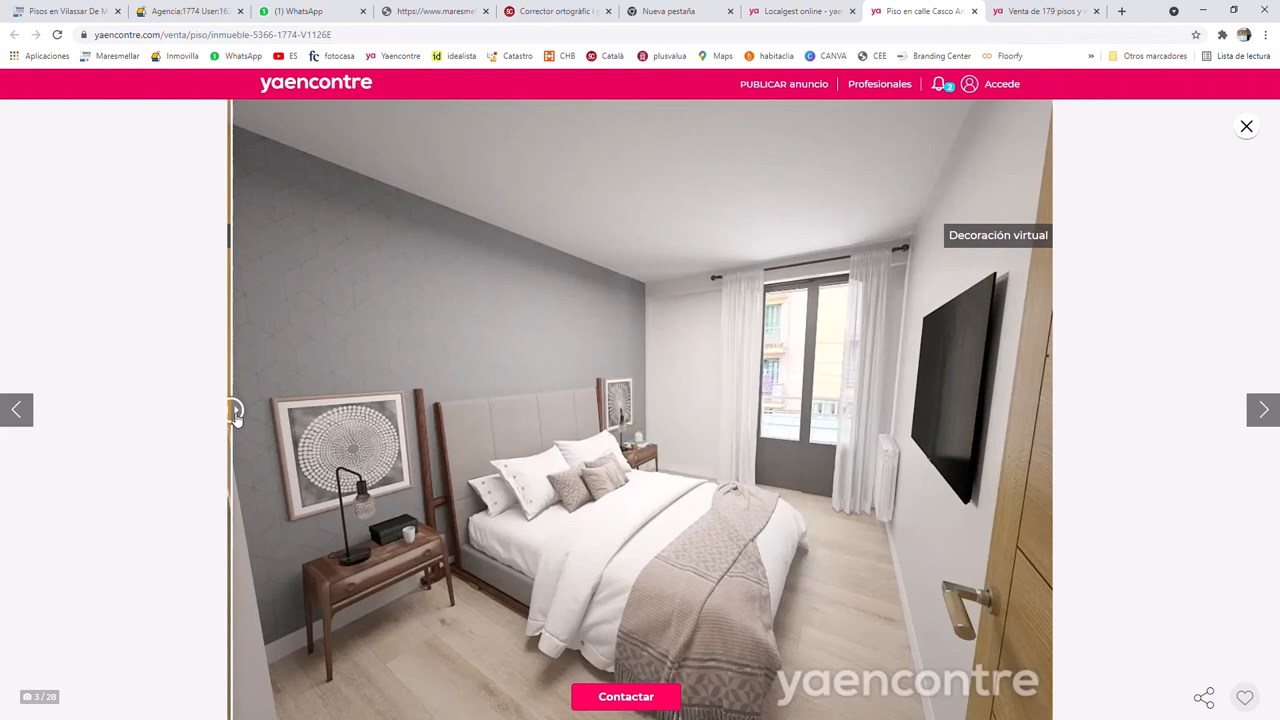 Pisos en Vilassar De M
Agencia:1774 User:16
(1) WhatsApp
https://www.maresme
Corrector ortogràfic i g
Nueva pestaña
Localgest online - yae
Piso en calle Casco An
Venta de 179 pisos y v
yaencontre.com/venta/piso/inmueble-5366-1774-V1126E
Aplicaciones
Maresmellar
Inmovilla
WhatsApp
ES
fotocasa
Yaencontre
idealista
Catastro
CHB
Català
plusvalua
Maps
habitaclia
CANVA
CEE
Branding Center
Floorfy
»
Otros marcadores
Lista de lectura
yaencontre
PUBLICAR anuncio
Profesionales
2
Accede
Decoración virtual
yaencontre
3 / 28
Contactar